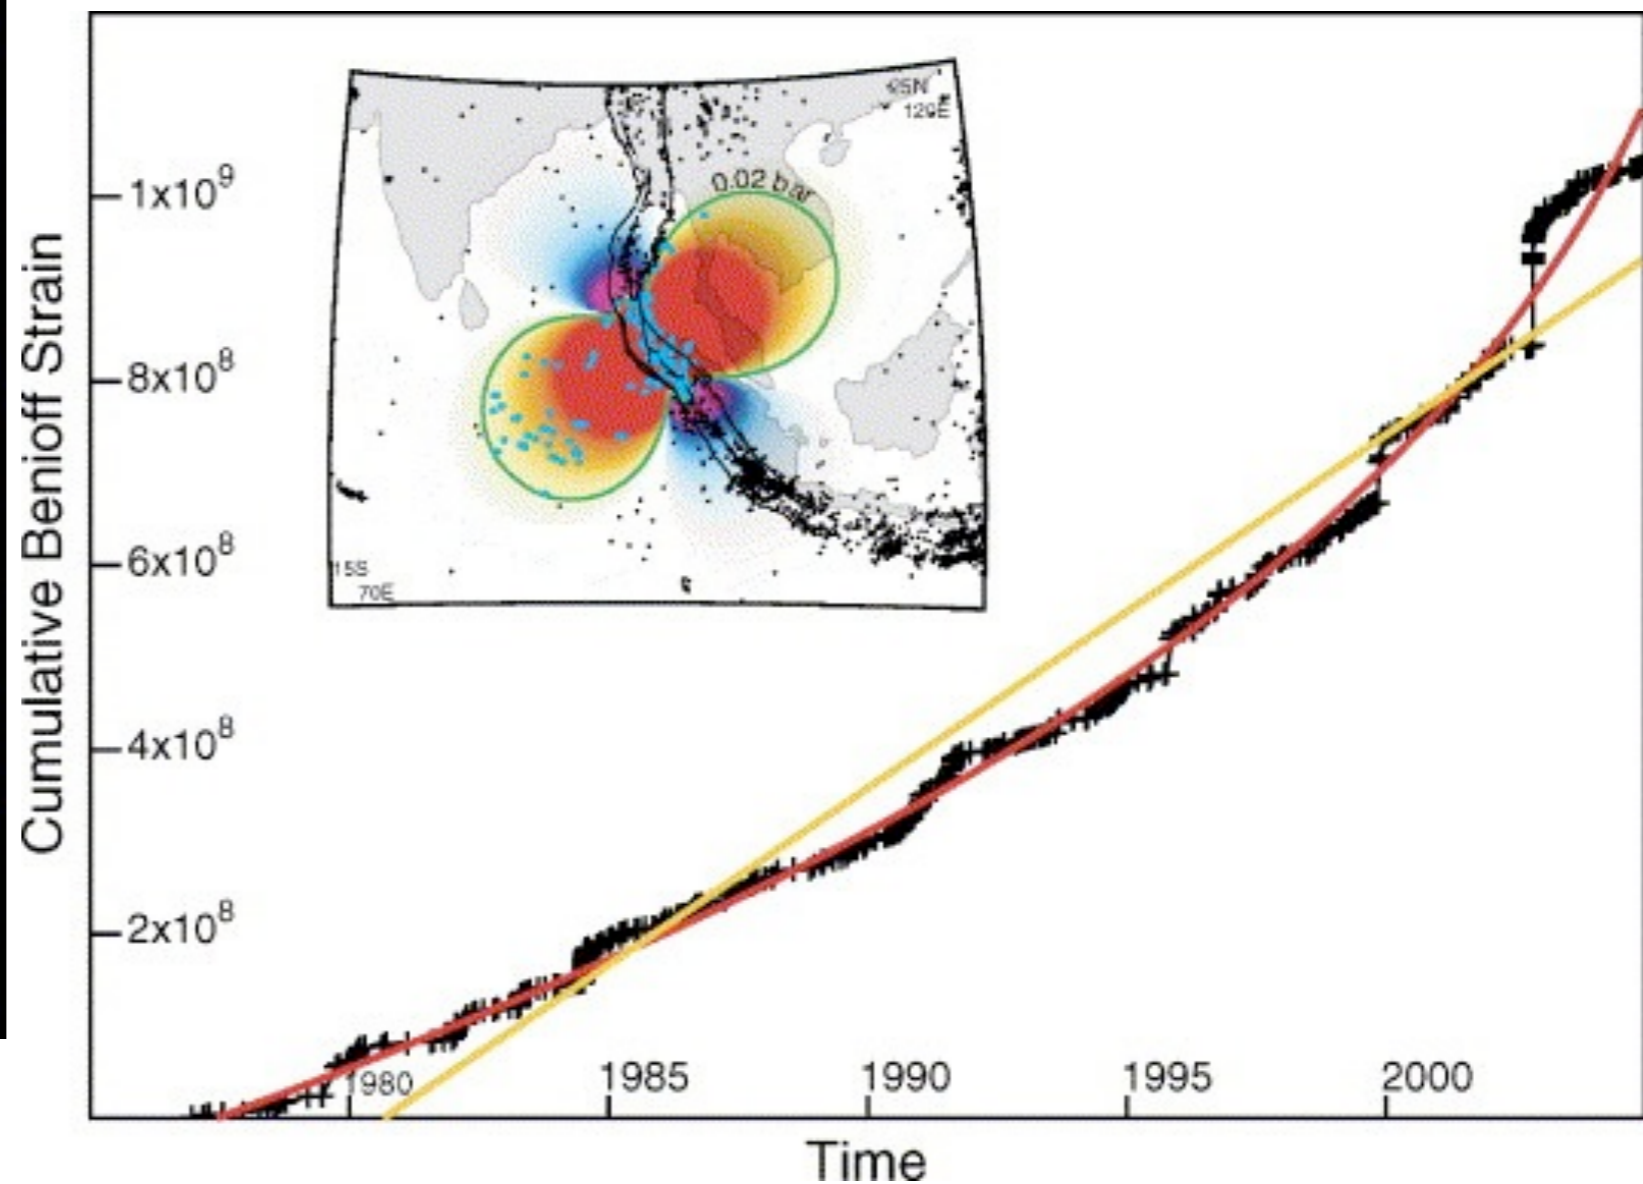 Cumulative Benioff Strain
1x10⁹
8x10⁸
6x10⁸
4x10⁸
2x10⁸
25N
120E
0.02 bar
15S
70E
1980
1985
1990
1995
2000
Time